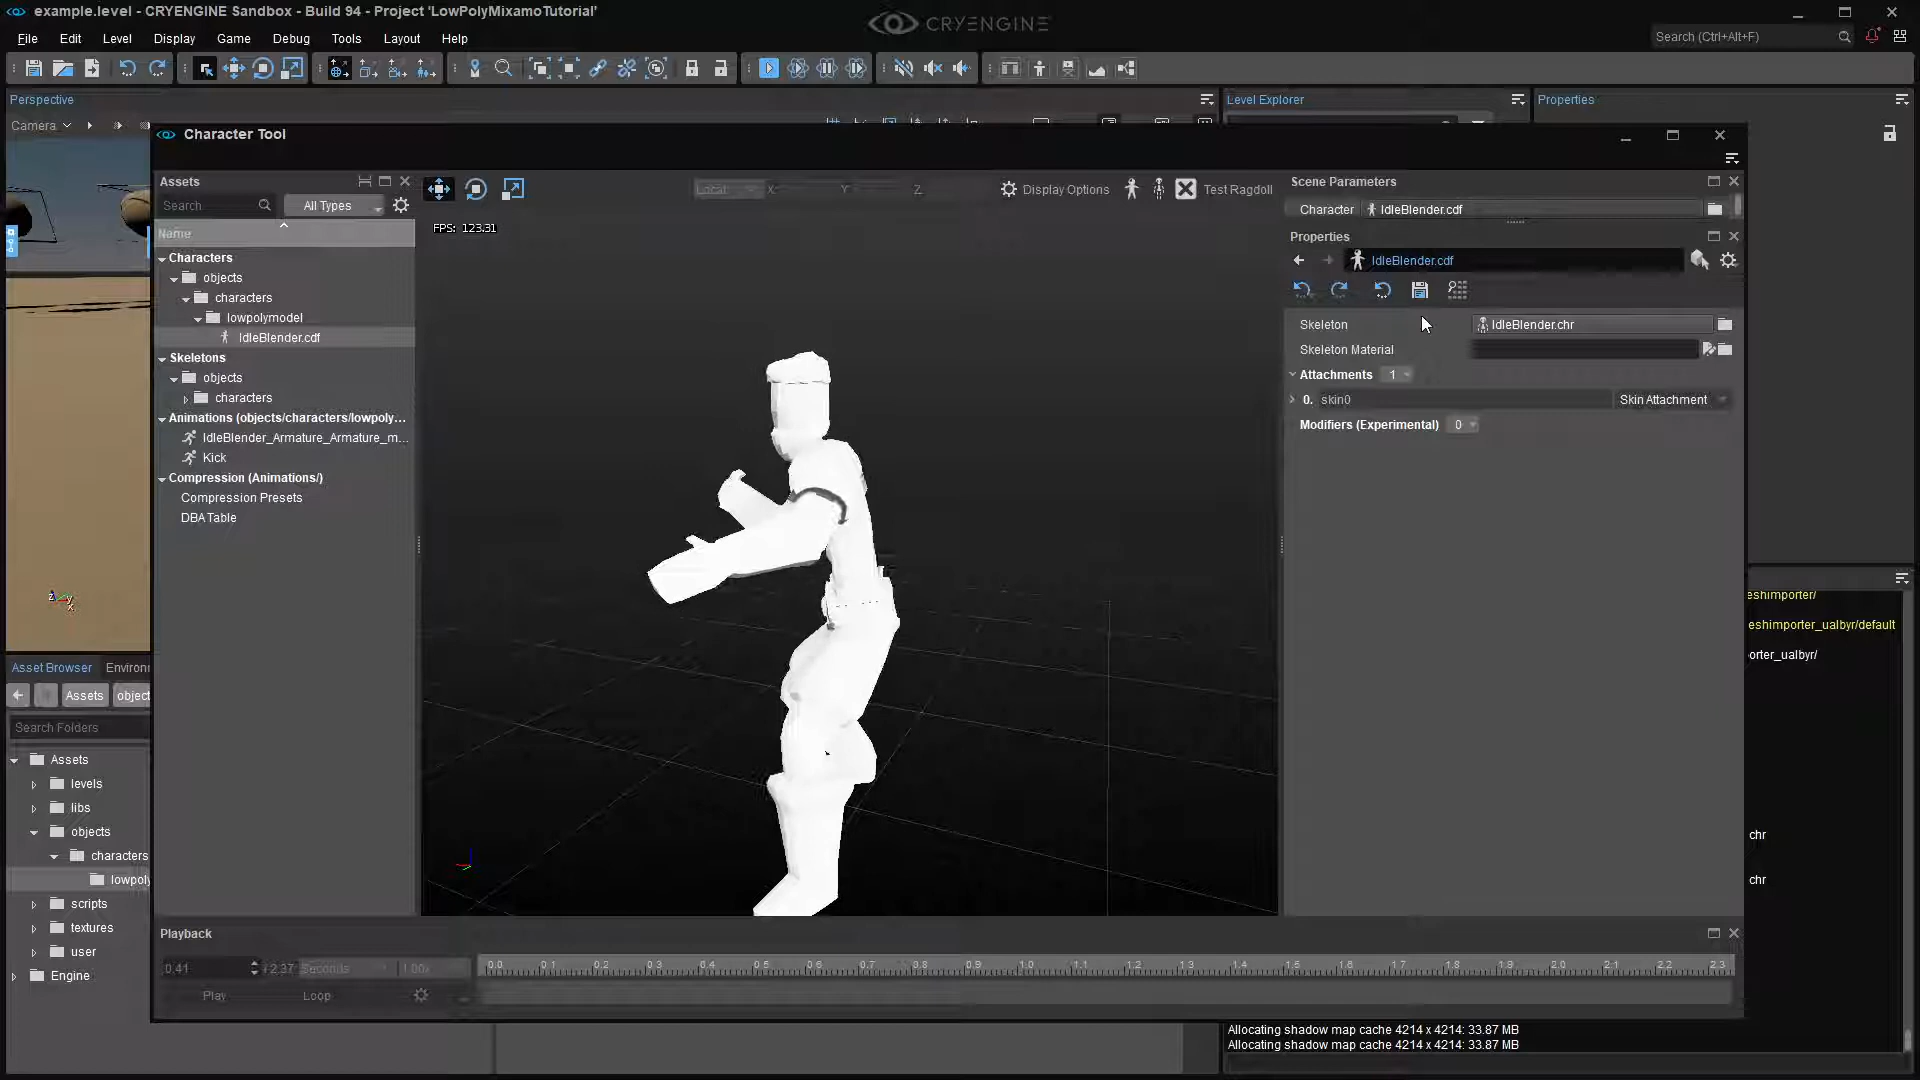 example.level - CRYENGINE Sandbox - Build 94 - Project 'LowPolyMixamoTutorial'
CRYENGINE
File Edit Level Display Game Debug Tools Layout Help
Search (Ctrl+Alt+F)
Perspective
Level Explorer
Properties
Camera
Character Tool
Assets
Search
All Types
Name
Characters
objects
characters
lowpolymodel
IdleBlender.cdf
Skeletons
objects
characters
Animations (objects/characters/lowpoly...
IdleBlender_Armature_Armature_m...
Kick
Compression (Animations/)
Compression Presets
DBA Table
Local X Y Z
Display Options
Test Ragdoll
FPS: 123.31
Scene Parameters
Character IdleBlender.cdf
Properties
IdleBlender.cdf
Skeleton IdleBlender.chr
Skeleton Material
Attachments 1
0. skin0 Skin Attachment
Modifiers (Experimental) 0
z y x
eshimporter/
eshimporter_ualbyr/default
orter_ualbyr/
chr
chr
Asset Browser Environ
Assets object
Search Folders
Assets
levels
libs
objects
characters
lowpoly
scripts
textures
user
Engine
Playback
0.41 / 2.37 Seconds 1.00x
0.0 0.1 0.2 0.3 0.4 0.5 0.6 0.7 0.8 0.9 1.0 1.1 1.2 1.3 1.4 1.5 1.6 1.7 1.8 1.9 2.0 2.1 2.2 2.3
Play Loop
Allocating shadow map cache 4214 x 4214: 33.87 MB
Allocating shadow map cache 4214 x 4214: 33.87 MB